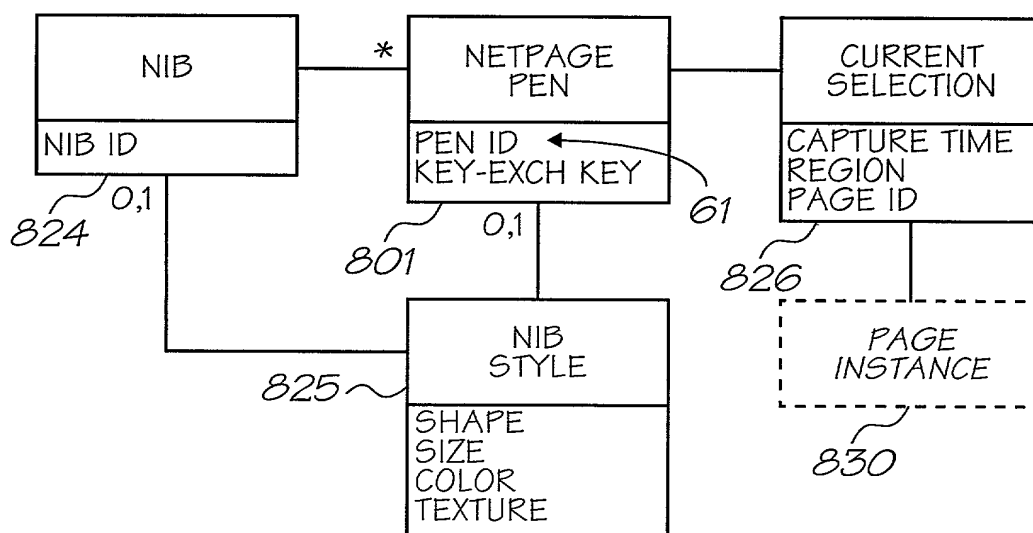 NIB
NIB ID
824
0,1
*
NETPAGE
PEN
PEN ID
KEY-EXCH KEY
61
801
0,1
CURRENT
SELECTION
CAPTURE TIME
REGION
PAGE ID
826
NIB
STYLE
825
SHAPE
SIZE
COLOR
TEXTURE
PAGE
INSTANCE
830